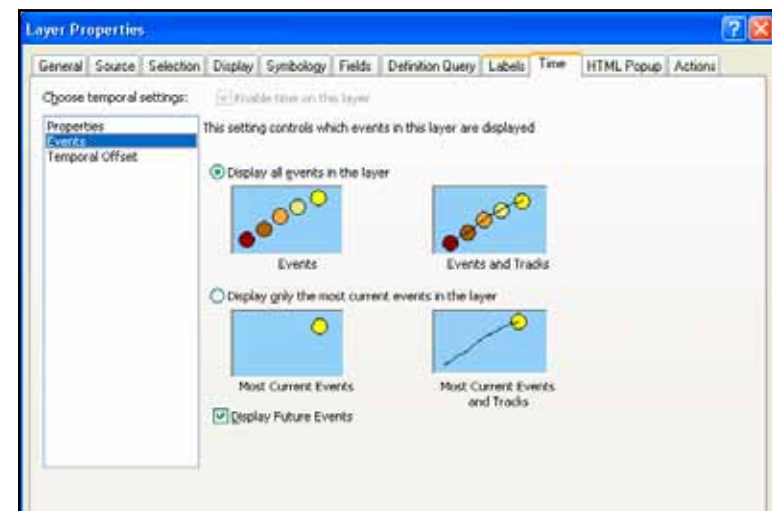 Layer Properties
General Source Selection Display Symbology Fields Definition Query Labels Time HTML Popup Actions
Choose temporal settings:
Enable time on this layer
Properties
Events
Temporal Offset
This setting controls which events in this layer are displayed
Display all events in the layer
Events
Events and Tracks
Display only the most current events in the layer
Most Current Events
Most Current Events
and Tracks
Display Future Events